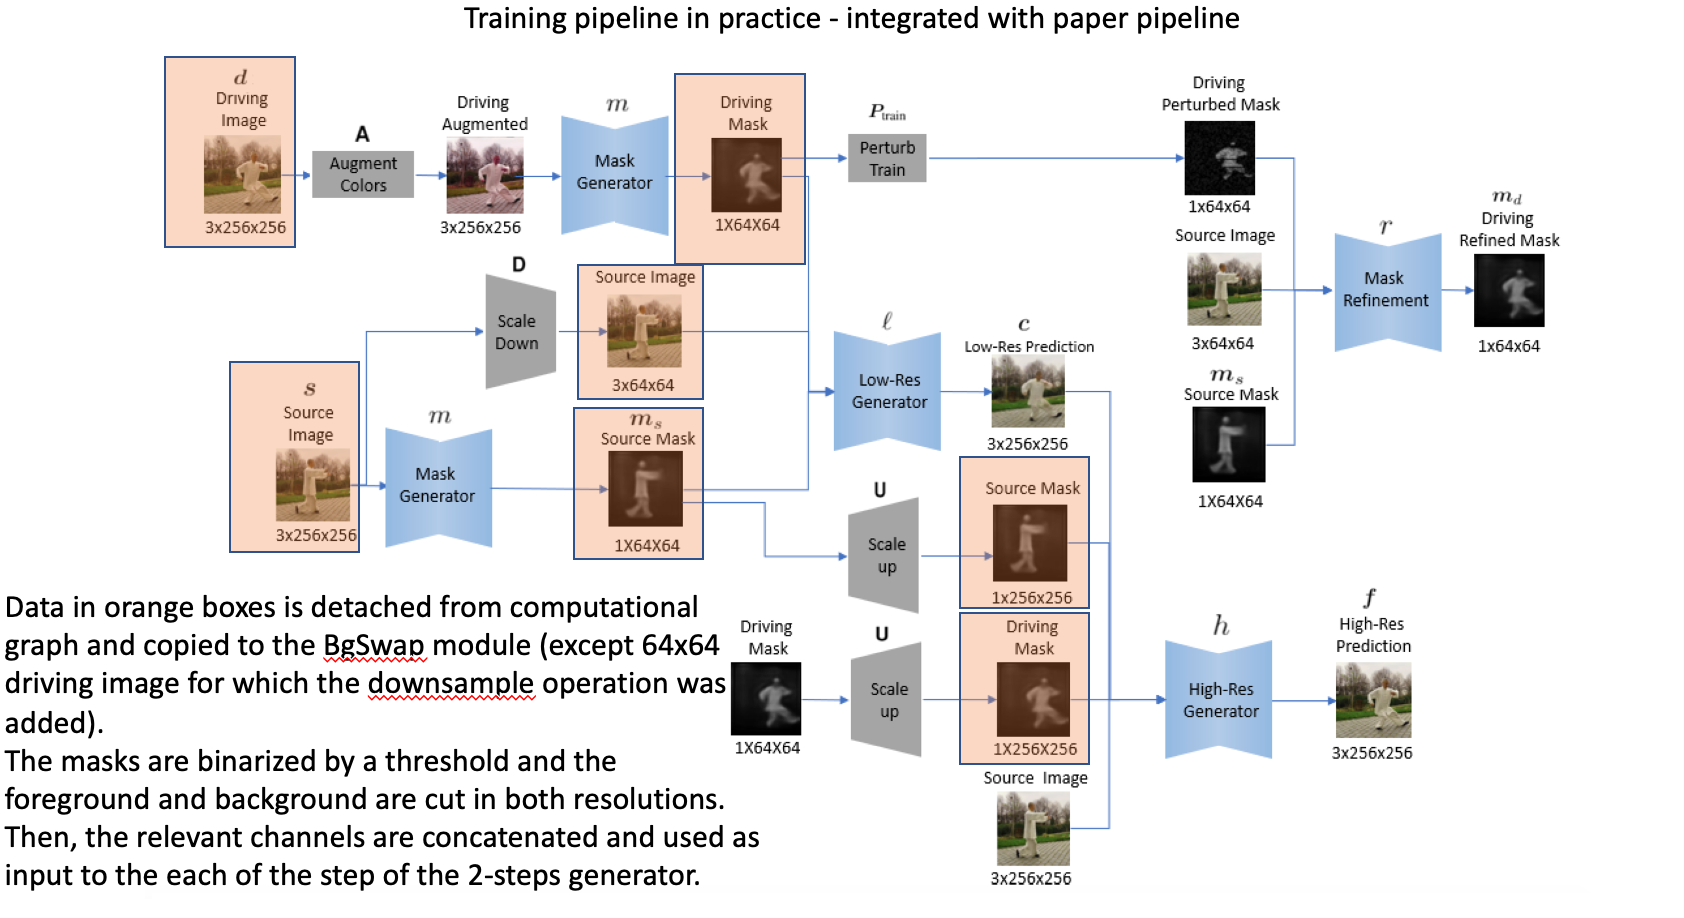 Training pipeline in practice - integrated with paper pipeline
d
Driving
Image
3x256x256
A
Augment
Colors
Driving
Augmented
3x256x256
m
Mask
Generator
Driving
Mask
1X64X64
P train
Perturb
Train
Driving
Perturbed Mask
1x64x64
Source Image
3x64x64
m s
Source Mask
1X64X64
r
Mask
Refinement
m d
Driving
Refined Mask
1x64x64
D
Scale
Down
Source Image
3x64x64
s
Source
Image
3x256x256
m
Mask
Generator
m s
Source Mask
1X64X64
ℓ
Low-Res
Generator
c
Low-Res Prediction
3x256x256
U
Scale
up
Source Mask
1x256x256
Driving
Mask
1X64X64
U
Scale
up
Driving
Mask
1X256X256
Source Image
3x256x256
h
High-Res
Generator
f
High-Res
Prediction
3x256x256
Data in orange boxes is detached from computational
graph and copied to the BgSwap module (except 64x64
driving image for which the downsample operation was
added).
The masks are binarized by a threshold and the
foreground and background are cut in both resolutions.
Then, the relevant channels are concatenated and used as
input to the each of the step of the 2-steps generator.